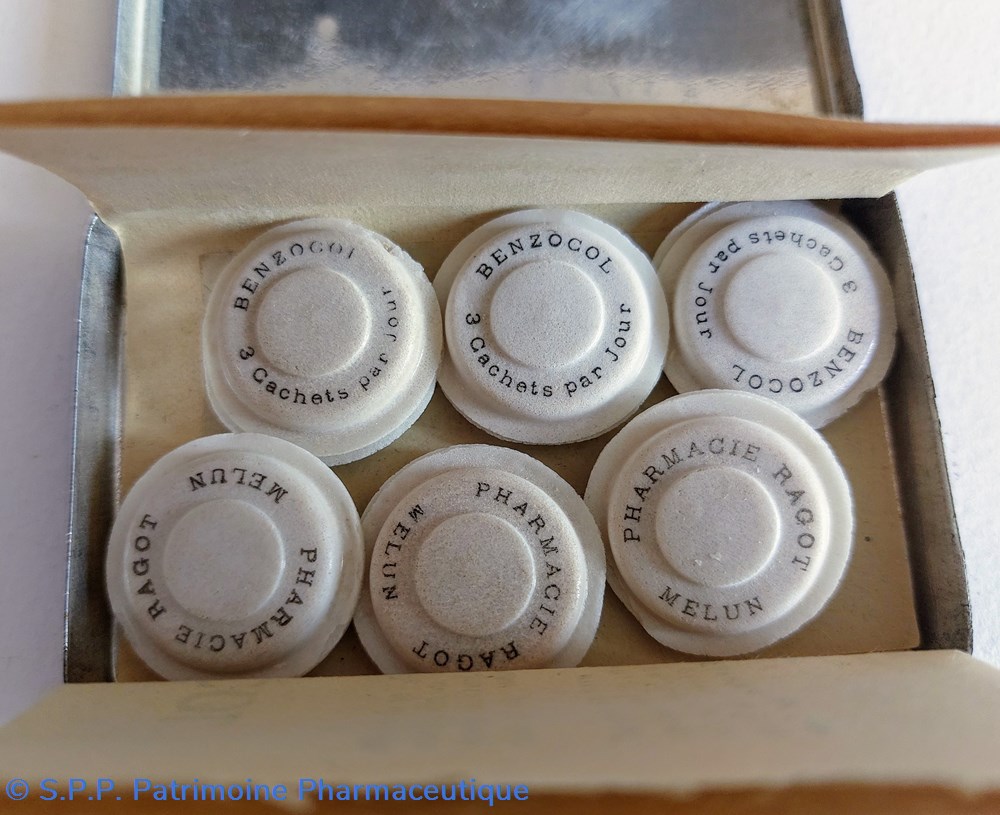 BENZOCOL
3 Cachets par Jour
BENZOCOL
3 Cachets par Jour
BENZOCOL
3 Cachets par Jour
PHARMACIE RAGOT
MELUN
PHARMACIE RAGOT
MELUN
PHARMACIE RAGOT
MELUN
© S.P.P. Patrimoine Pharmaceutique